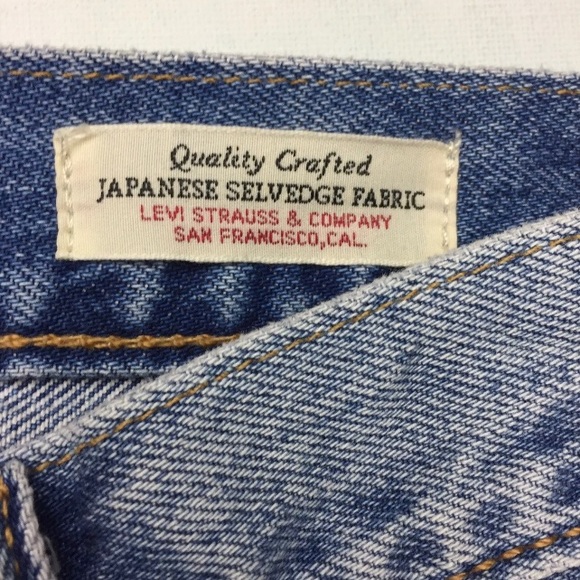 Quality Crafted
JAPANESE SELVEDGE FABRIC
LEVI STRAUSS & COMPANY
SAN FRANCISCO,CAL.